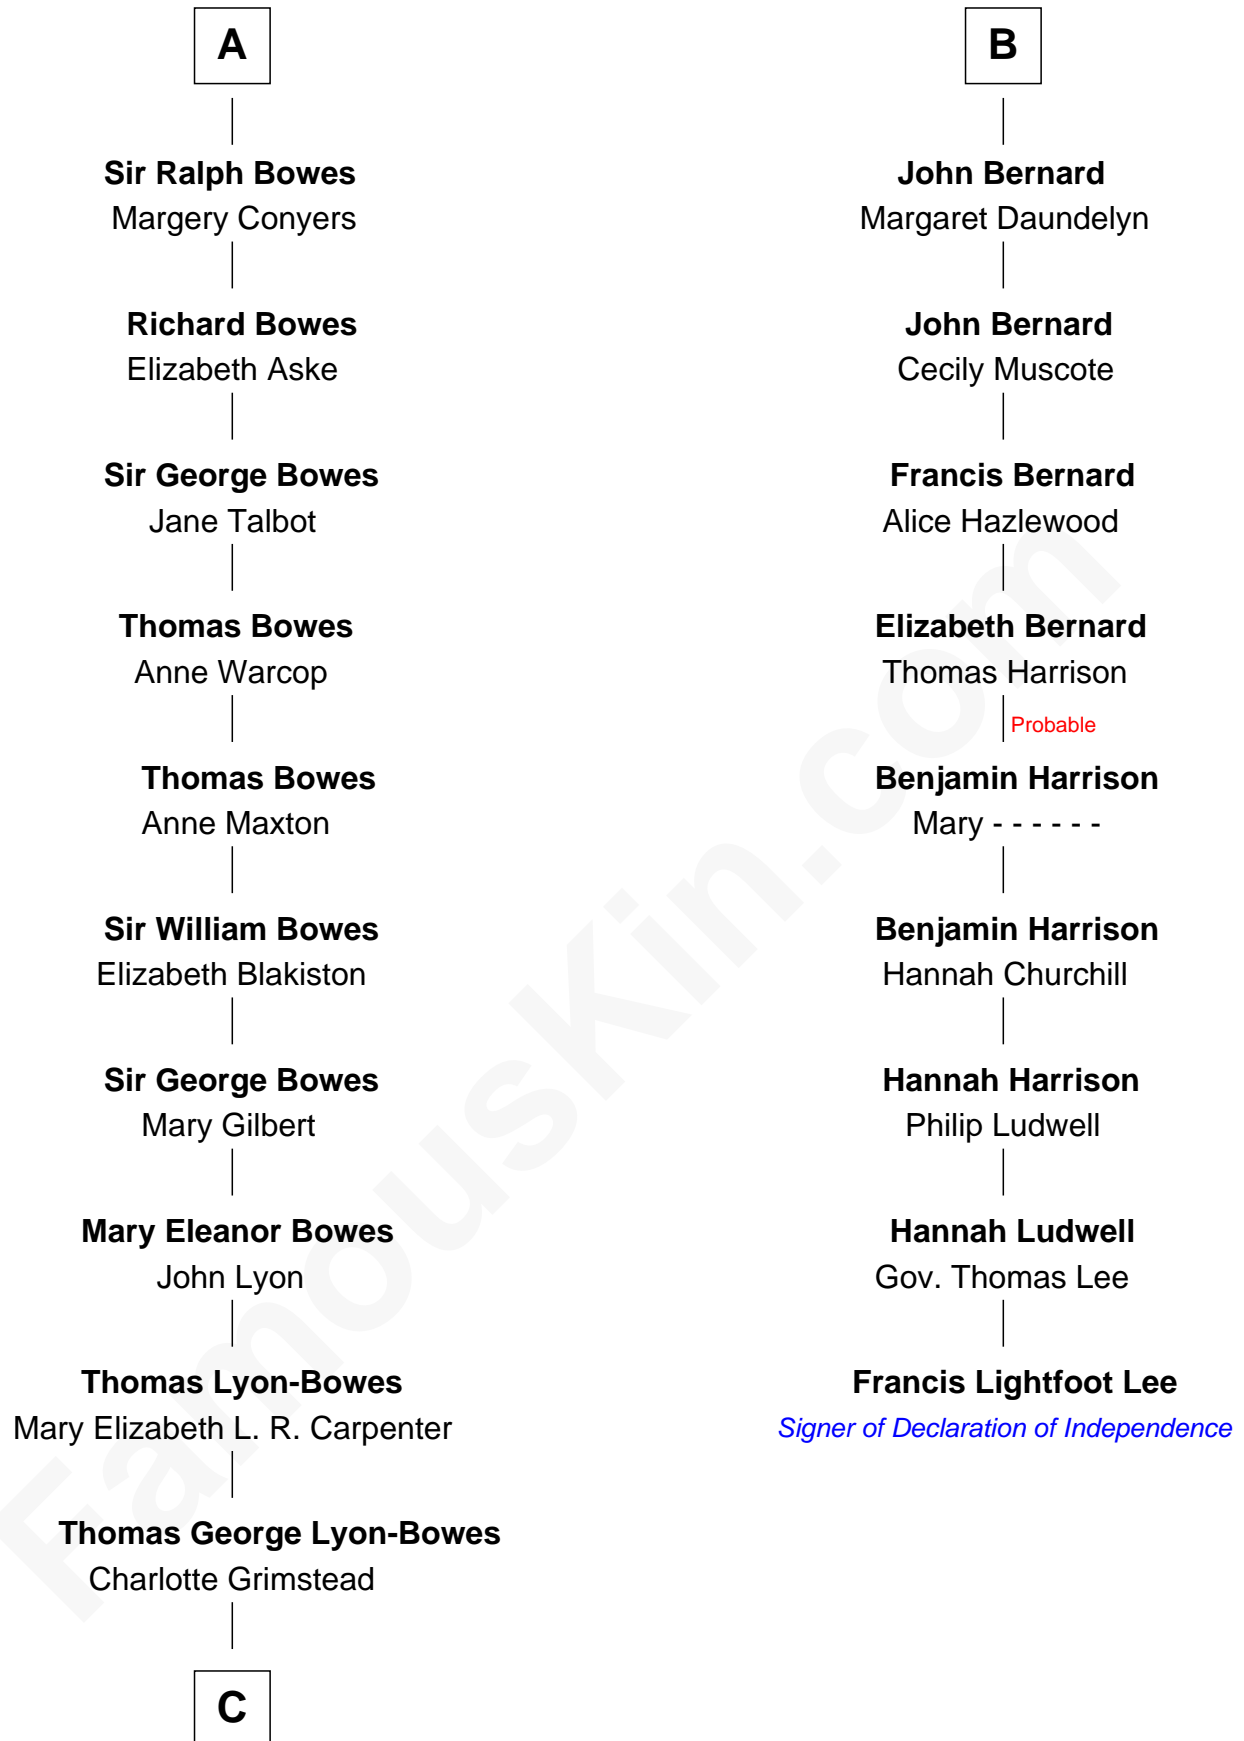 A
Sir Ralph Bowes
Margery Conyers
Richard Bowes
Elizabeth Aske
Sir George Bowes
Jane Talbot
Thomas Bowes
Anne Warcop
Thomas Bowes
Anne Maxton
Sir William Bowes
Elizabeth Blakiston
Sir George Bowes
Mary Gilbert
Mary Eleanor Bowes
John Lyon
Thomas Lyon-Bowes
Mary Elizabeth L. R. Carpenter
Thomas George Lyon-Bowes
Charlotte Grimstead
C
B
John Bernard
Margaret Daundelyn
John Bernard
Cecily Muscote
Francis Bernard
Alice Hazlewood
Elizabeth Bernard
Thomas Harrison
Probable
Benjamin Harrison
Mary - - - - - -
Benjamin Harrison
Hannah Churchill
Hannah Harrison
Philip Ludwell
Hannah Ludwell
Gov. Thomas Lee
Francis Lightfoot Lee
Signer of Declaration of Independence
FamousKin.com